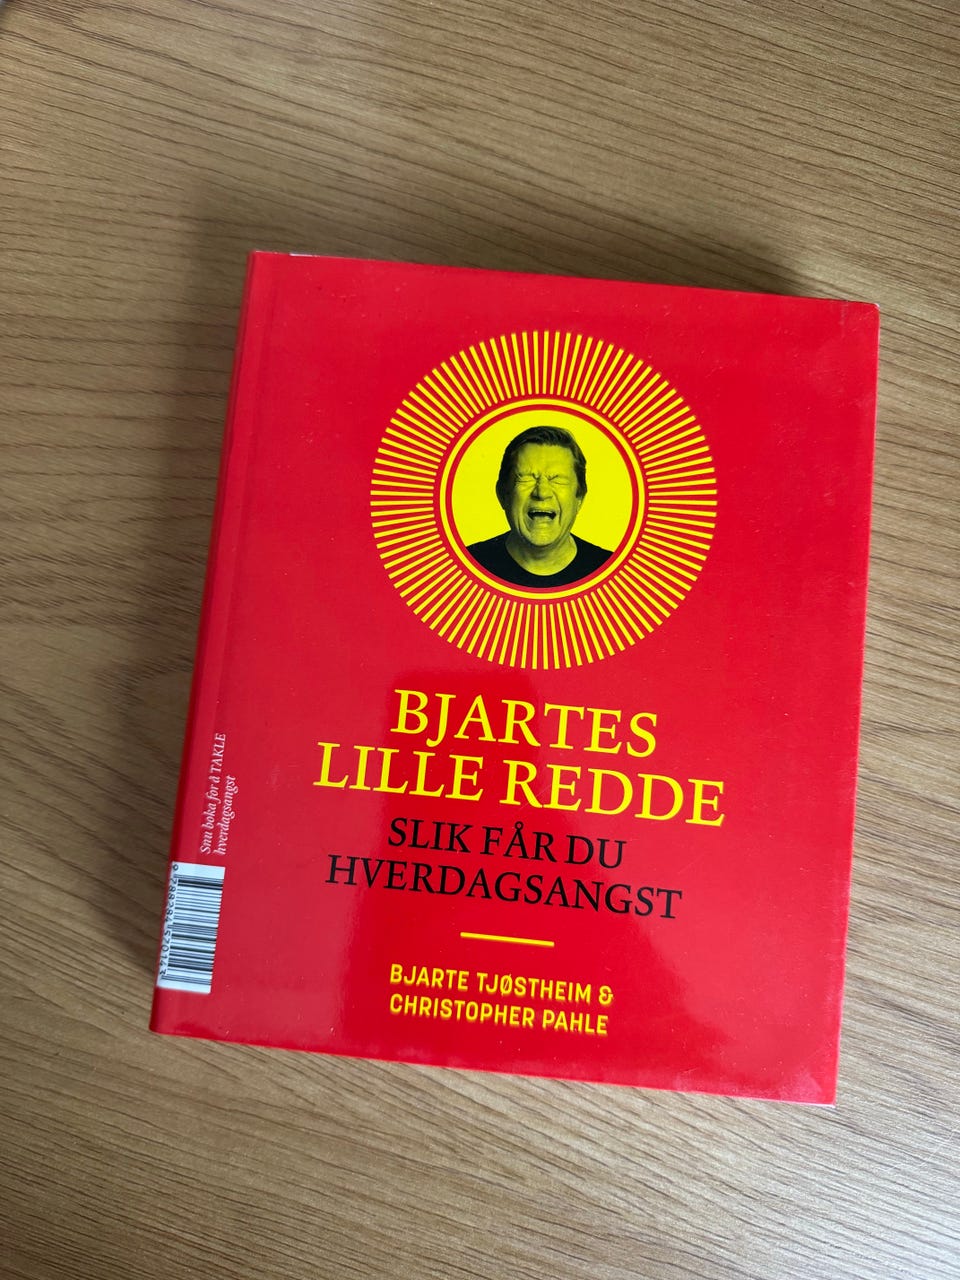 BJARTES
LILLE REDDE
SLIK FÅR DU
HVERDAGSANGST
BJARTE TJØSTHEIM &
CHRISTOPHER PAHLE
Snu boka for å TAKLE
hverdagsangst